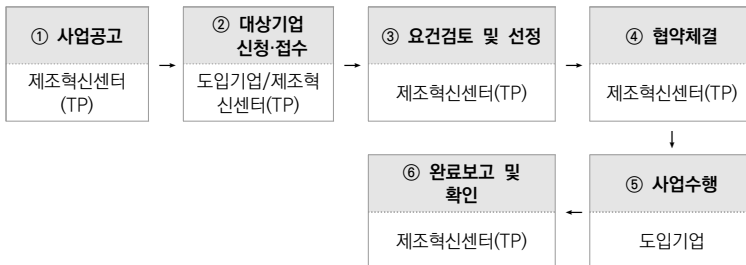 ① 사업공고
제조혁신센터
(TP)
→
② 대상기업
신청·접수
도입기업/제조혁
신센터(TP)
→
③ 요건검토 및 선정
제조혁신센터(TP)
→
④ 협약체결
제조혁신센터(TP)
↓
⑤ 사업수행
도입기업
←
⑥ 완료보고 및
확인
제조혁신센터(TP)